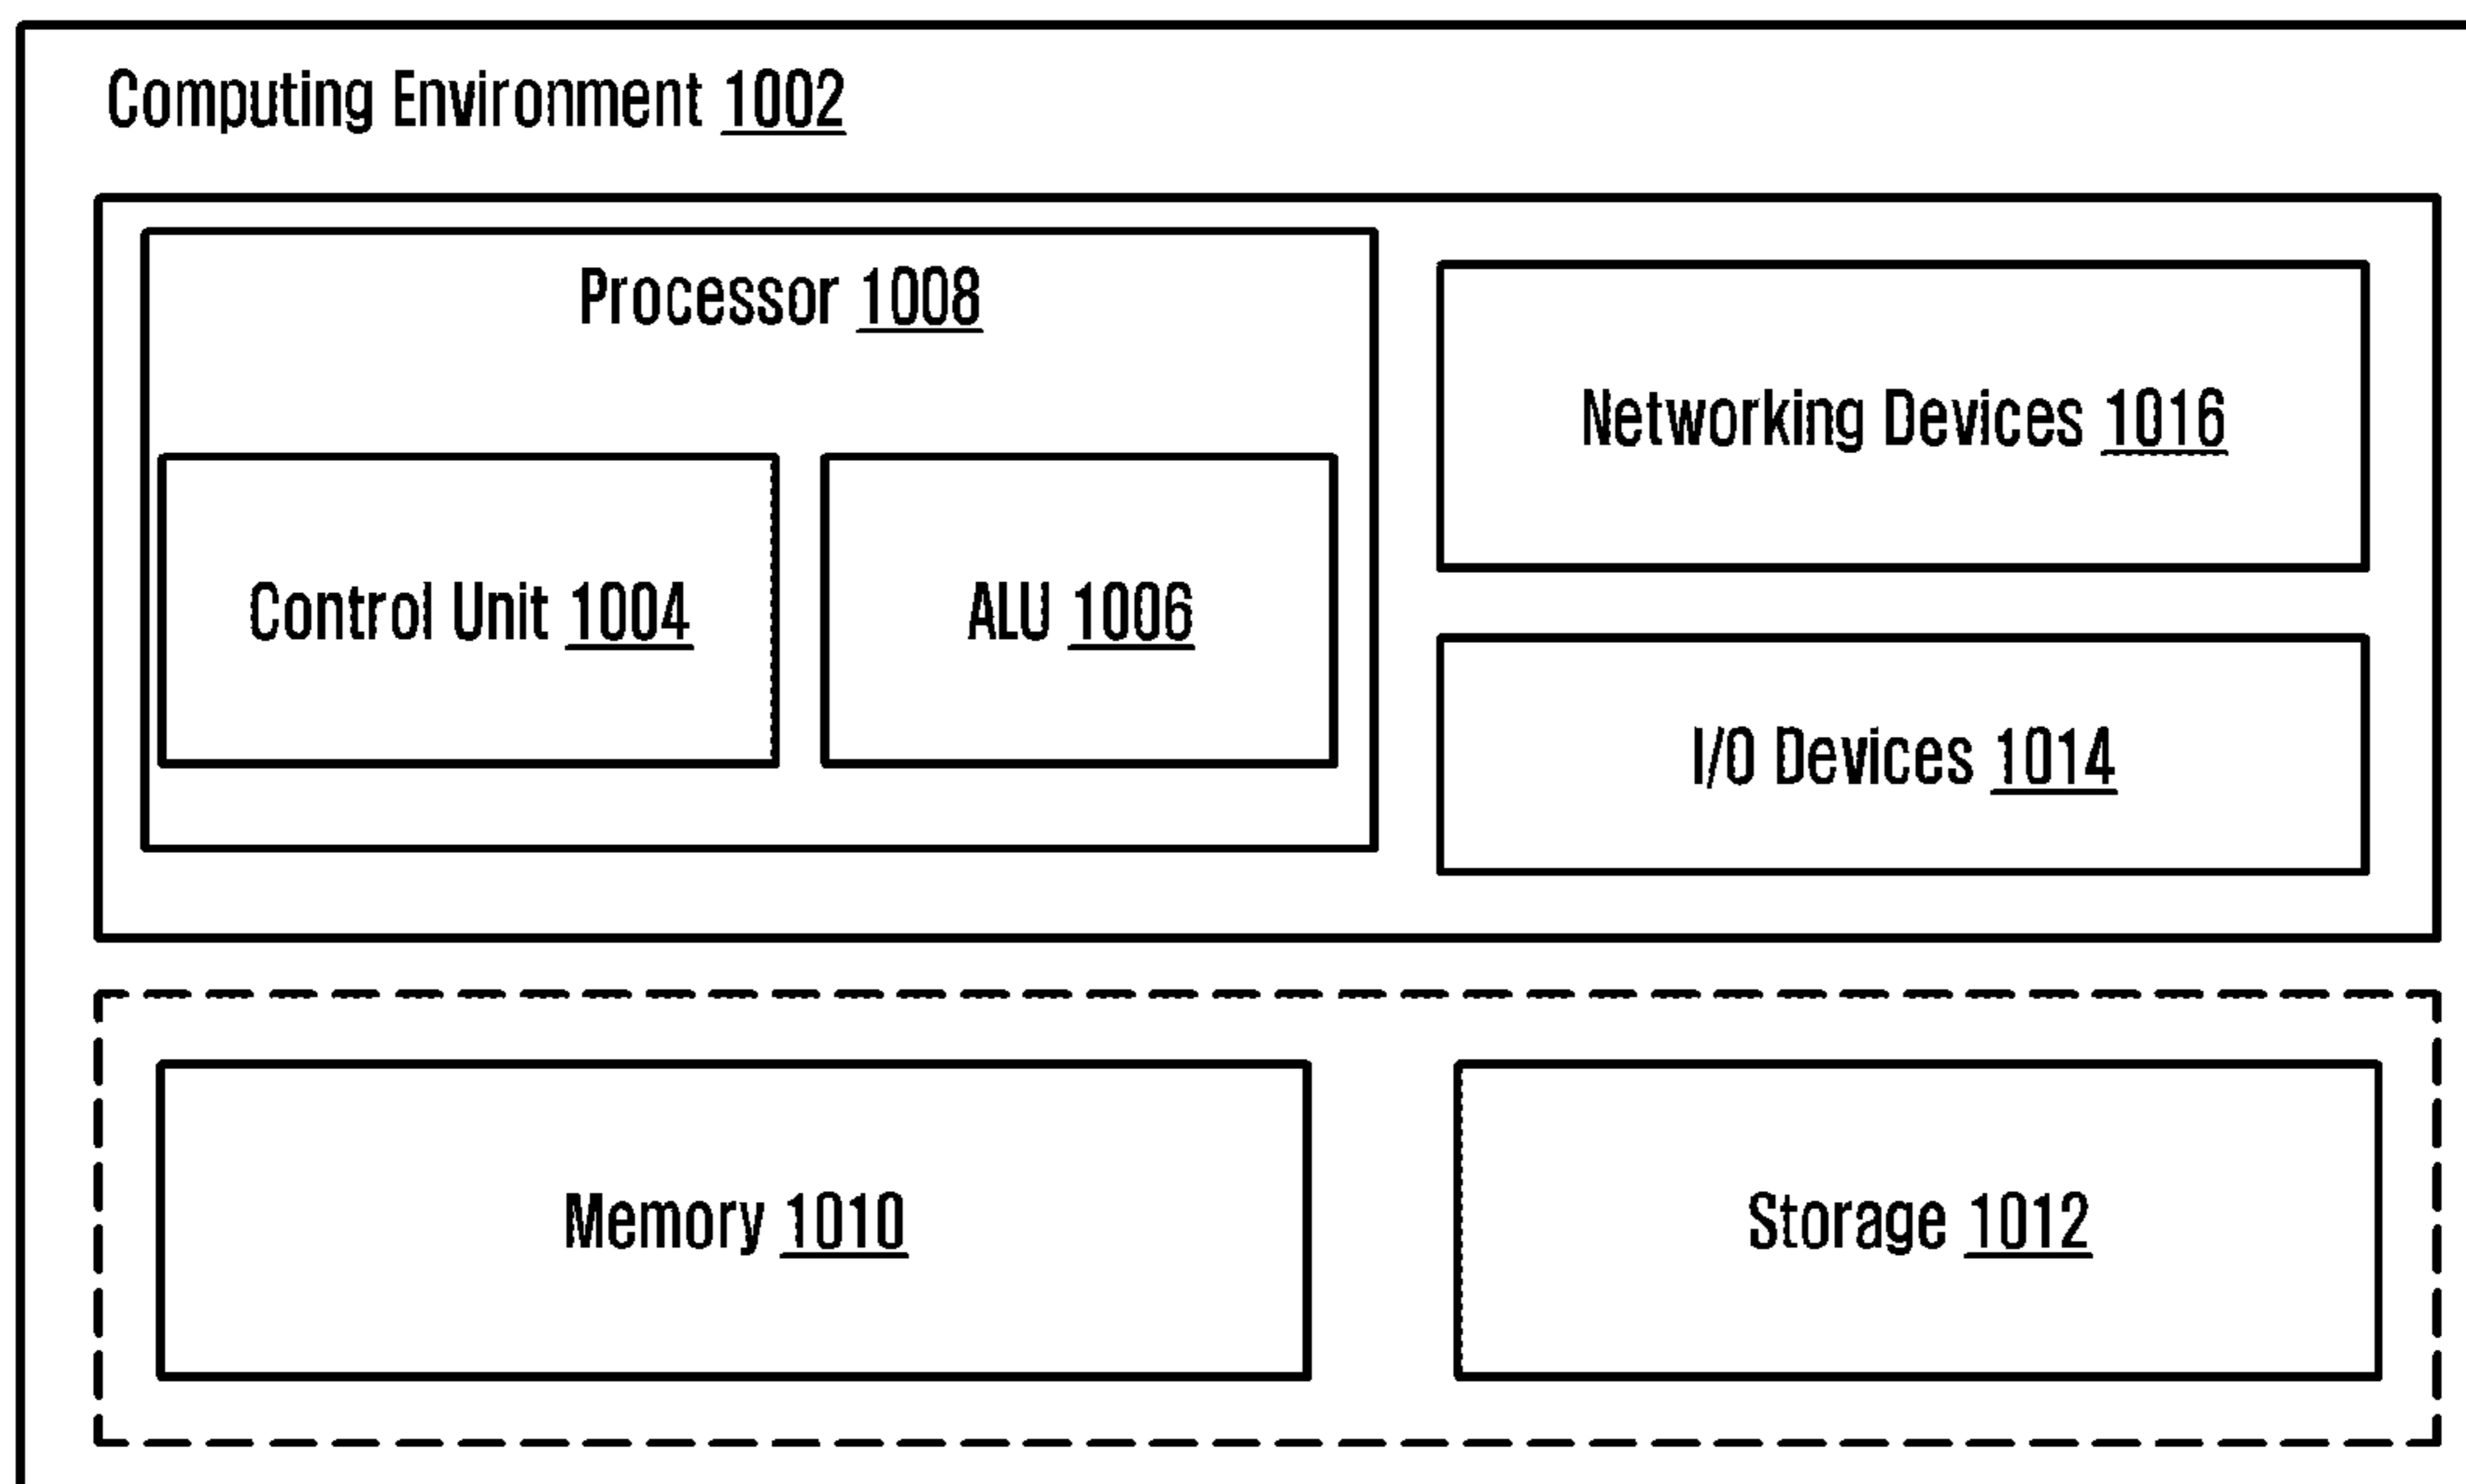 Computing Environment 1002
Processor 1008
Networking Devices 1016
Control Unit 1004
ALU 1006
I/O Devices 1014
Memory 1010
Storage 1012